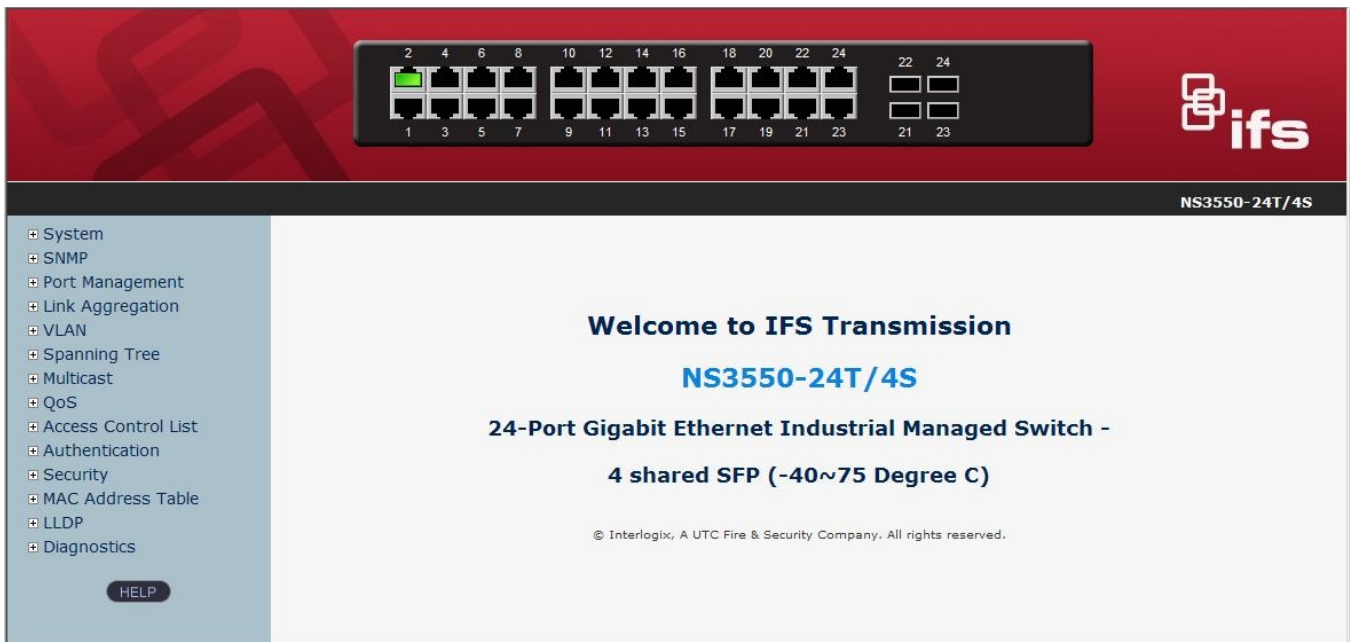 2 4 6 8 10 12 14 16 18 20 22 24 22 24
1 3 5 7 9 11 13 15 17 19 21 23 21 23
ifs
NS3550-24T/4S
System
SNMP
Port Management
Link Aggregation
VLAN
Spanning Tree
Multicast
QoS
Access Control List
Authentication
Security
MAC Address Table
LLDP
Diagnostics
HELP
Welcome to IFS Transmission
NS3550-24T/4S
24-Port Gigabit Ethernet Industrial Managed Switch -
4 shared SFP (-40~75 Degree C)
© Interlogix, A UTC Fire & Security Company. All rights reserved.